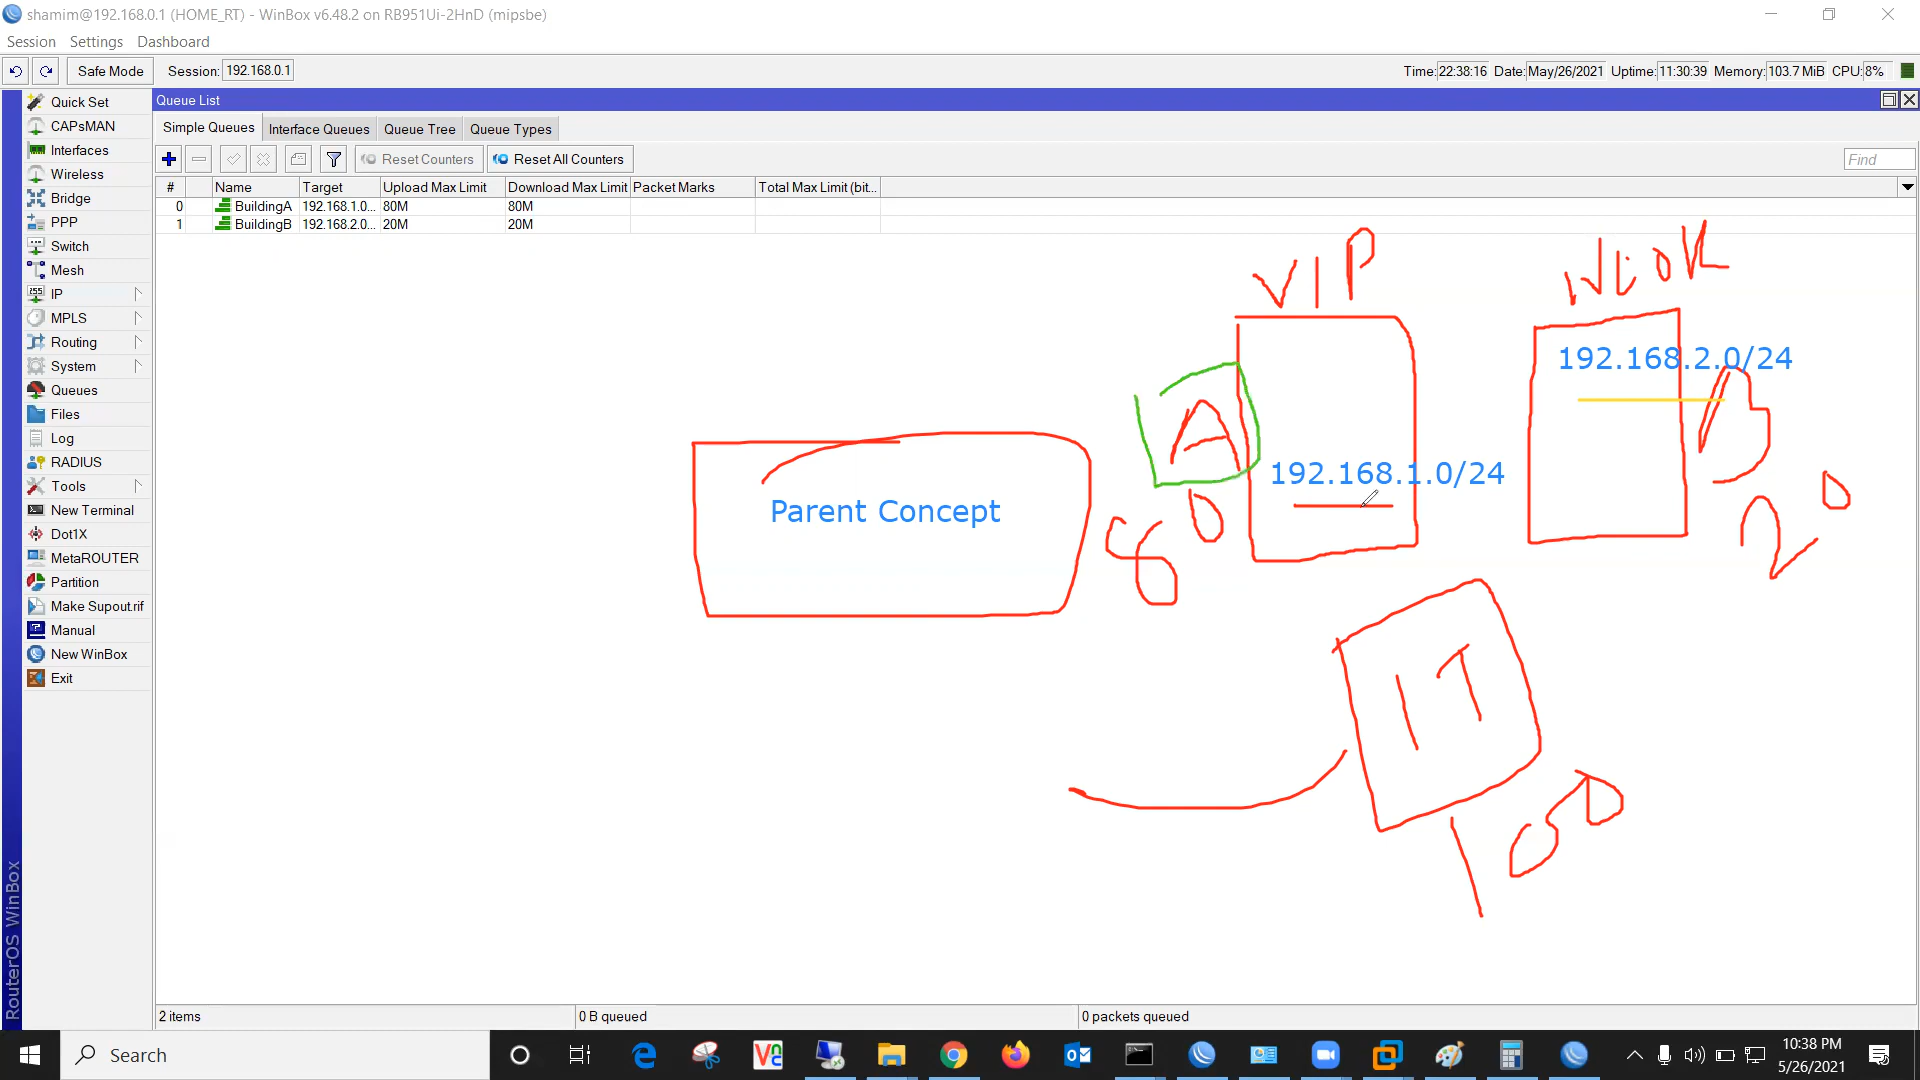 shamim@192.168.0.1 (HOME_RT) - WinBox v6.48.2 on RB951Ui-2HnD (mipsbe)
Session Settings Dashboard
Safe Mode Session: 192.168.0.1 Time: 22:38:16 Date: May/26/2021 Uptime: 11:30:39 Memory: 103.7 MiB CPU: 8%
Quick Set
CAPsMAN
Interfaces
Wireless
Bridge
PPP
Switch
Mesh
IP
MPLS
Routing
System
Queues
Files
Log
RADIUS
Tools
New Terminal
Dot1X
MetaROUTER
Partition
Make Supout.rif
Manual
New WinBox
Exit
RouterOS WinBox
Queue List
Simple Queues Interface Queues Queue Tree Queue Types
Reset Counters Reset All Counters Find
# Name Target Upload Max Limit Download Max Limit Packet Marks Total Max Limit (bit...
0 BuildingA 192.168.1.0... 80M 80M
1 BuildingB 192.168.2.0... 20M 20M
VIP
192.168.2.0/24
A
B
192.168.1.0/24
Parent Concept
80
20
IT
100
2 items 0 B queued 0 packets queued
Search
10:38 PM
5/26/2021